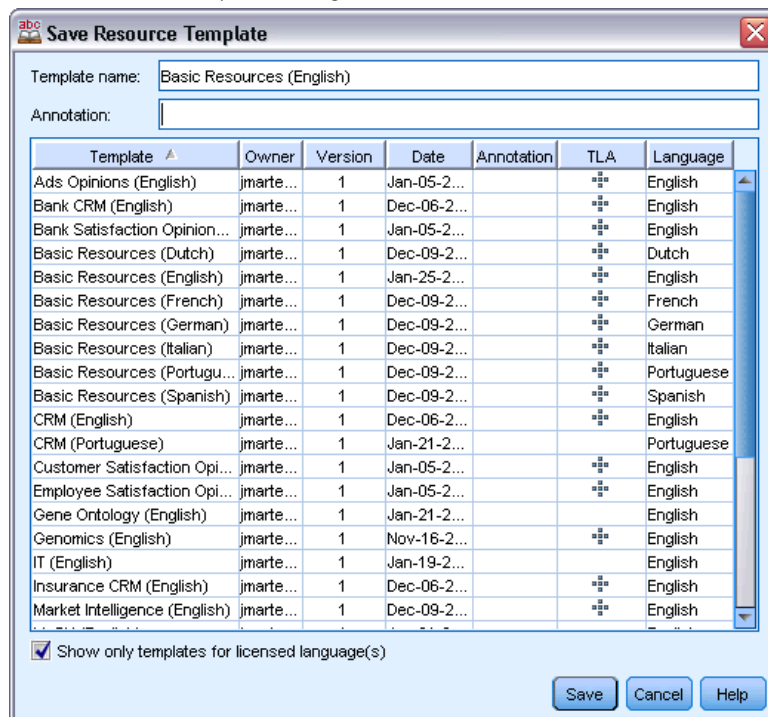 abc
Save Resource Template
Template name: Basic Resources (English)
Annotation:
Template Owner Version Date Annotation TLA Language
Ads Opinions (English) jmarte... 1 Jan-05-2... English
Bank CRM (English) jmarte... 1 Dec-06-2... English
Bank Satisfaction Opinion... jmarte... 1 Jan-05-2... English
Basic Resources (Dutch) jmarte... 1 Dec-09-2... Dutch
Basic Resources (English) jmarte... 1 Jan-25-2... English
Basic Resources (French) jmarte... 1 Dec-09-2... French
Basic Resources (German) jmarte... 1 Dec-09-2... German
Basic Resources (Italian) jmarte... 1 Dec-09-2... Italian
Basic Resources (Portugu... jmarte... 1 Dec-09-2... Portuguese
Basic Resources (Spanish) jmarte... 1 Dec-09-2... Spanish
CRM (English) jmarte... 1 Dec-06-2... English
CRM (Portuguese) jmarte... 1 Jan-21-2... Portuguese
Customer Satisfaction Opi... jmarte... 1 Jan-05-2... English
Employee Satisfaction Opi... jmarte... 1 Jan-05-2... English
Gene Ontology (English) jmarte... 1 Jan-21-2... English
Genomics (English) jmarte... 1 Nov-16-2... English
IT (English) jmarte... 1 Jan-19-2... English
Insurance CRM (English) jmarte... 1 Dec-06-2... English
Market Intelligence (English) jmarte... 1 Dec-09-2... English
Show only templates for licensed language(s)
Save Cancel Help